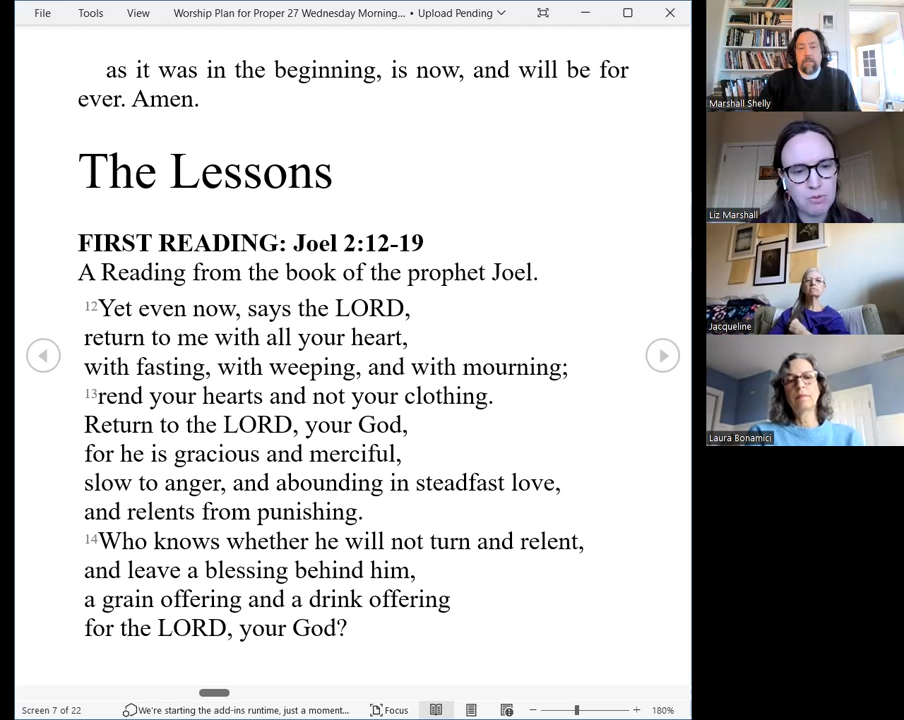 File Tools Worship Plan for Proper 27 Wednesday Morning... • Upload Pending
as it was in the beginning, is now, and will be for
ever. Amen.
The Lessons
FIRST READING: Joel 2:12-19
A Reading from the book of the prophet Joel.
12Yet even now, says the LORD,
return to me with all your heart,
with fasting, with weeping, and with mourning;
13rend your hearts and not your clothing.
Return to the LORD, your God,
for he is gracious and merciful,
slow to anger, and abounding in steadfast love,
and relents from punishing.
14Who knows whether he will not turn and relent,
and leave a blessing behind him,
a grain offering and a drink offering
for the LORD, your God?
Screen 7 of 22 We're starting the add-ins runtime, just a moment... Focus 180%
Marshall Shelly
Liz Marshall
Jacqueline
Laura Bonamici